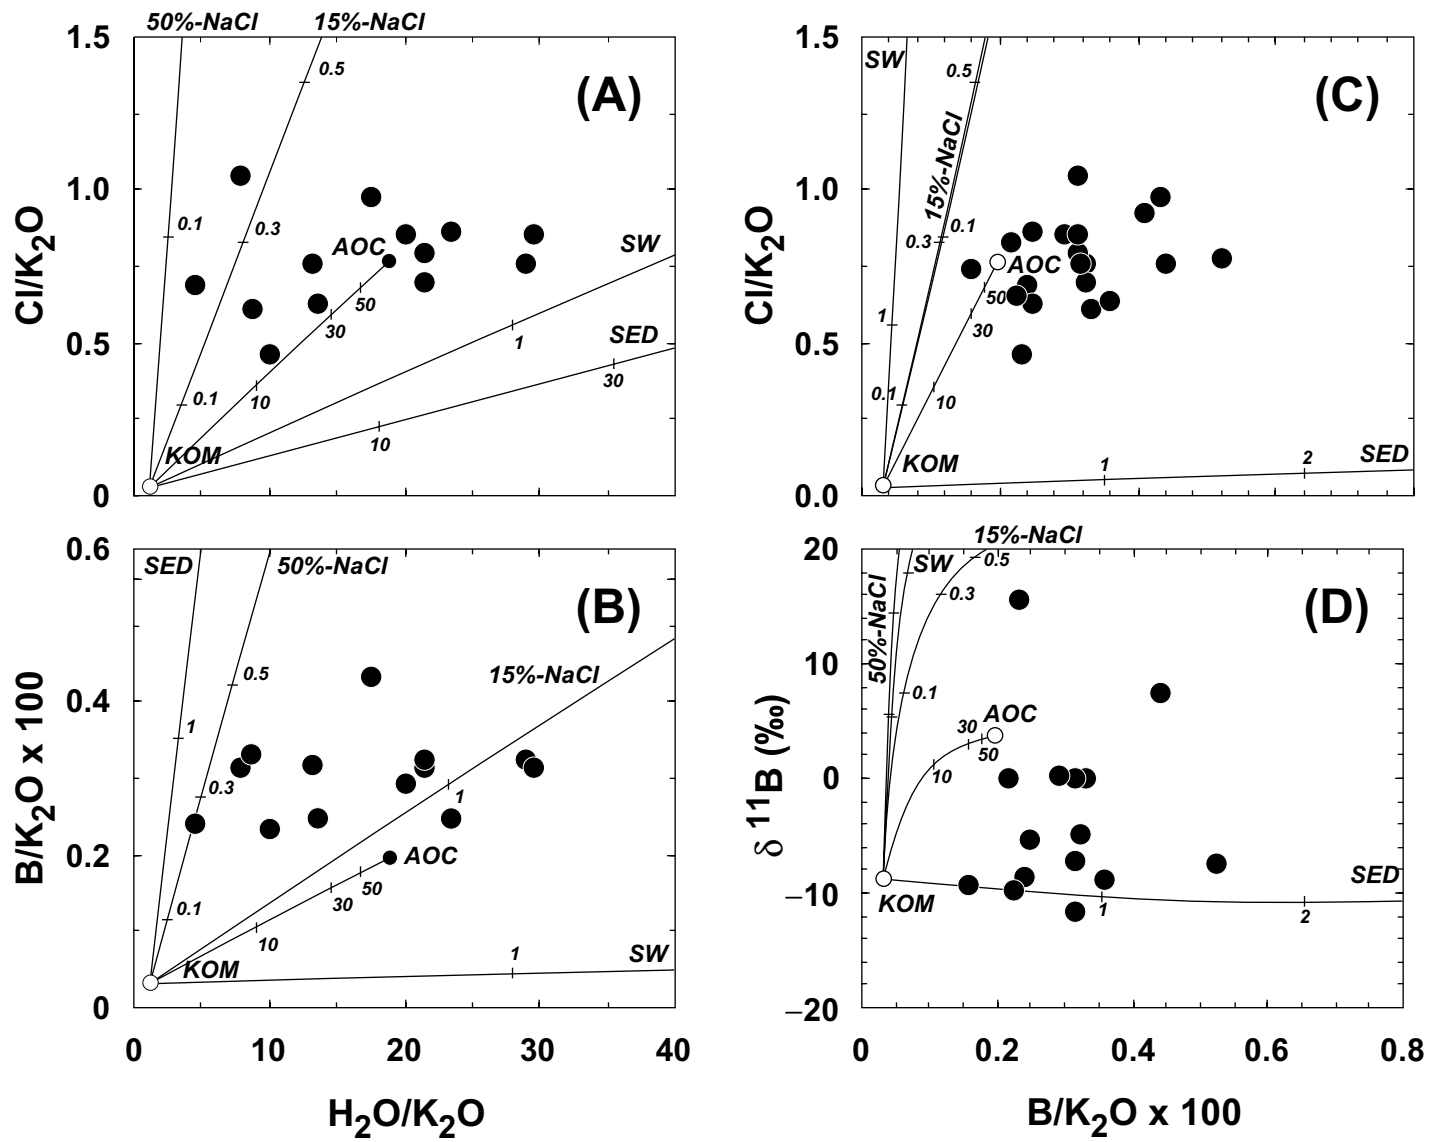 50%-NaCl 15%-NaCl
1.5
0.5
(A)
Cl/K2O
1.0
0.1
0.3
AOC
SW
50
30
1
SED
0.5
0.1
10
30
10
KOM
0
1.5
SW
0.5
(C)
15%-NaCl
Cl/K2O
1.0
0.1
0.3
AOC
50
1
30
0.5
0.1
10
KOM
1
2
SED
0.0
0.6
SED
50%-NaCl
(B)
0.5
15%-NaCl
B/K2O x 100
0.4
1
0.3
1
AOC
0.2
50
30
0.1
10
KOM
1
SW
0
0 10 20 30 40
H2O/K2O
15%-NaCl
20
SW
0.5
0.3
(D)
50%-NaCl
10
0.1
AOC
30
50
10
δ 11B (‰)
0
SED
−10
KOM
1
2
−20
0 0.2 0.4 0.6 0.8
B/K2O x 100